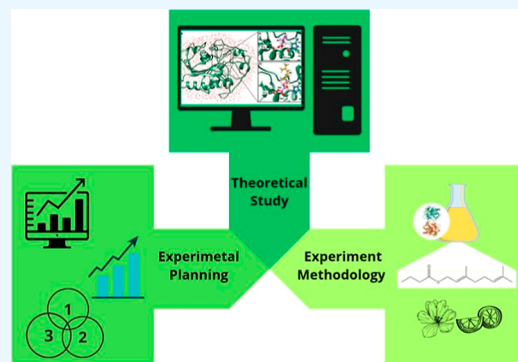 Theoretical
Study
Experimetal
Planning
Experiment
Methodology
1
3
2